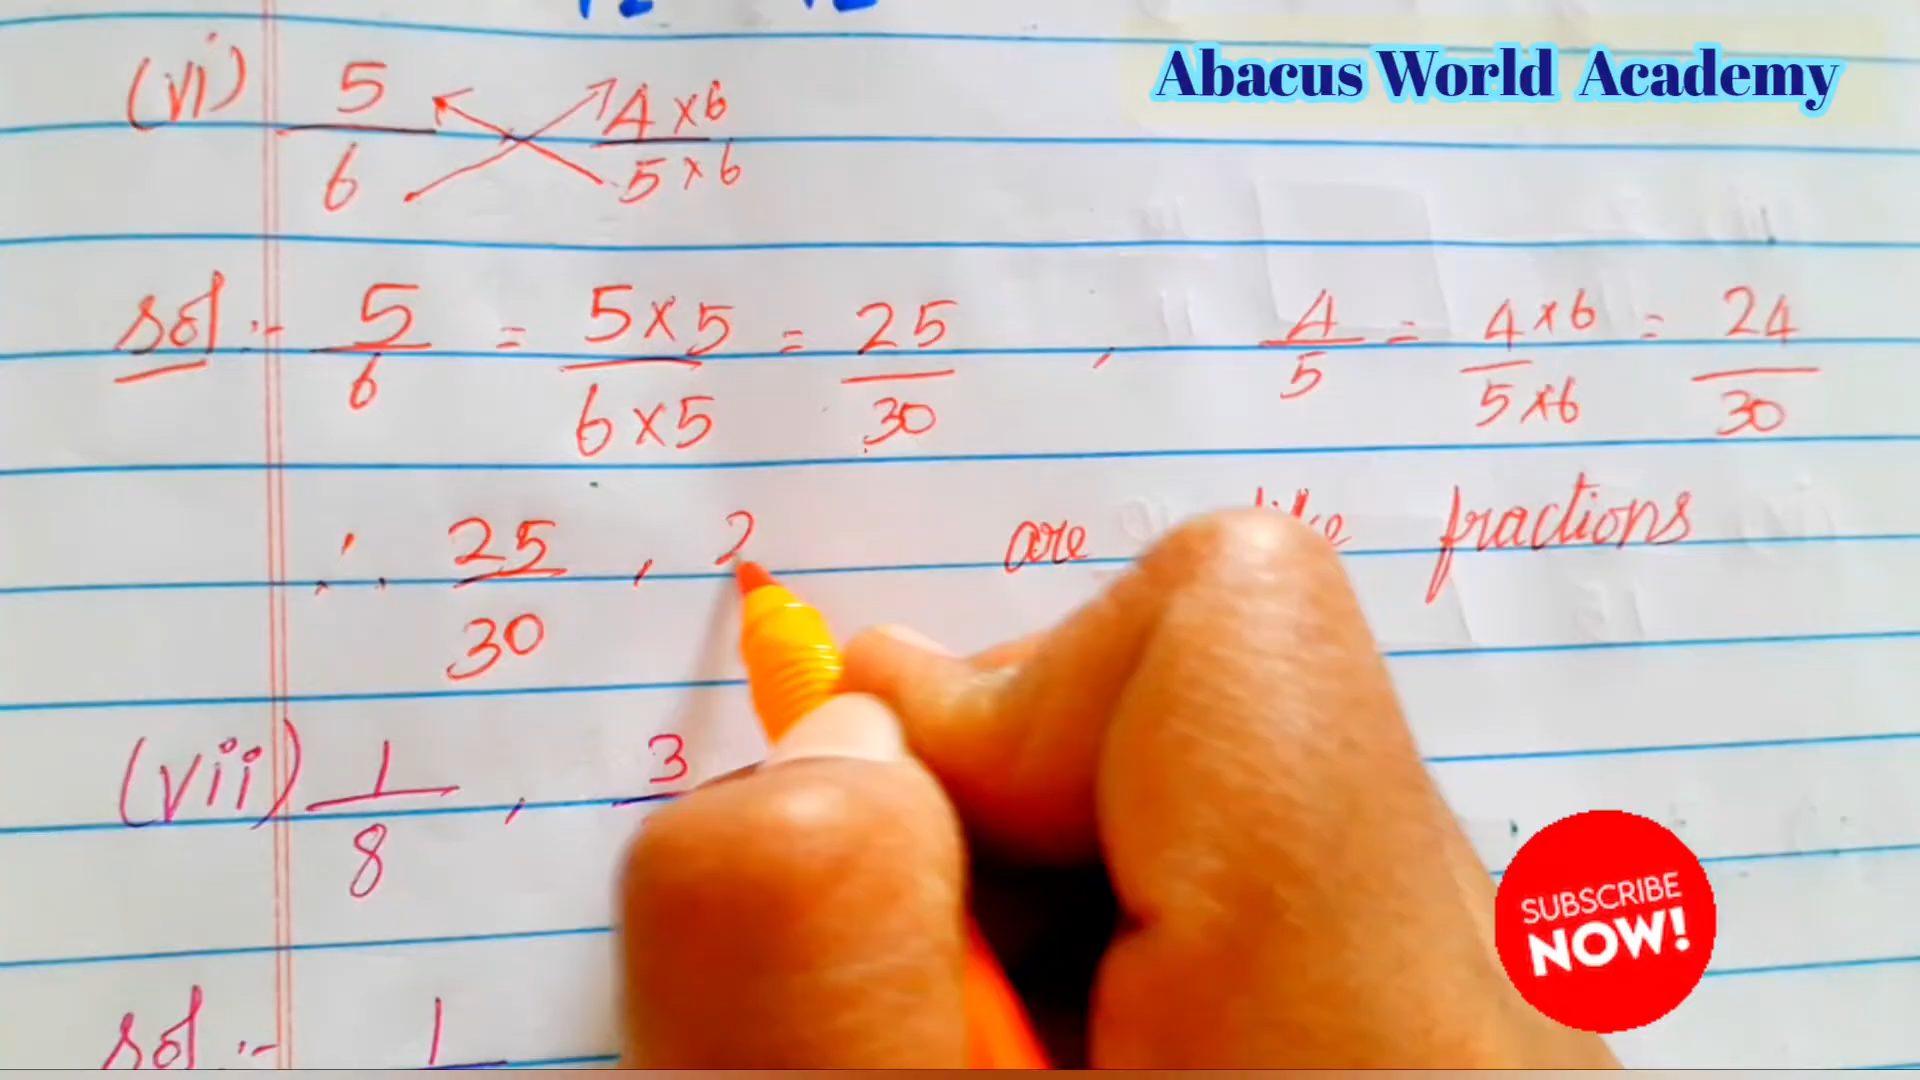 Abacus World Academy
(vi) 5/6 4×6/5×6
sol :- 5/6 = 5×5/6×5 = 25/30 , 4/5 = 4×6/5×6 = 24/30
∴ 25/30 , 2 are like fractions
(vii) 1/8 , 3
SUBSCRIBE
NOW!
sol :- 1